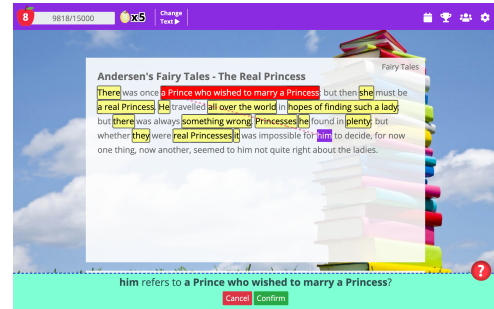 8
9818/15000
x5
Change
Text ▶
Fairy Tales
Andersen's Fairy Tales - The Real Princess
There was once a Prince who wished to marry a Princess, but then she must be
a real Princess. He travelled all over the world in hopes of finding such a lady;
but there was always something wrong. Princesses he found in plenty; but
whether they were real Princesses it was impossible for him to decide, for now
one thing, now another, seemed to him not quite right about the ladies.
?
him refers to a Prince who wished to marry a Princess?
Cancel Confirm